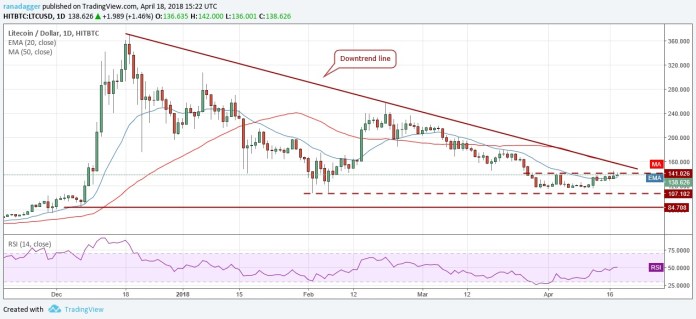 ranadagger published on TradingView.com, April 18, 2018 15:22 UTC
HITBTC:LTCUSD, 1D 138.626 ▲ +1.989 (+1.46%) O:136.635 H:142.000 L:136.001 C:138.626
Litecoin / Dollar, 1D, HITBTC
EMA (20, close)
MA (50, close)
Downtrend line
360.000
280.000
240.000
200.000
160.000
MA
141.026
EMA
138.626
107.102
84.708
RSI (14, close)
75.0000
50.0000
RSI
25.0000
Dec
18
2018
15
Feb
14
Mar
13
Apr
16
Created with TradingView